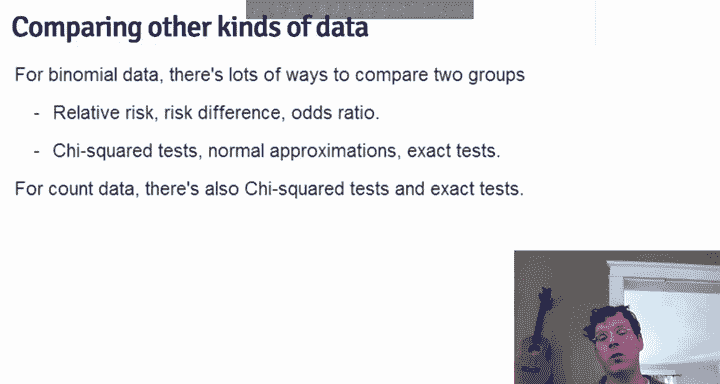 Comparing other kinds of data
For binomial data, there's lots of ways to compare two groups
- Relative risk, risk difference, odds ratio.
- Chi-squared tests, normal approximations, exact tests.
For count data, there's also Chi-squared tests and exact tests.